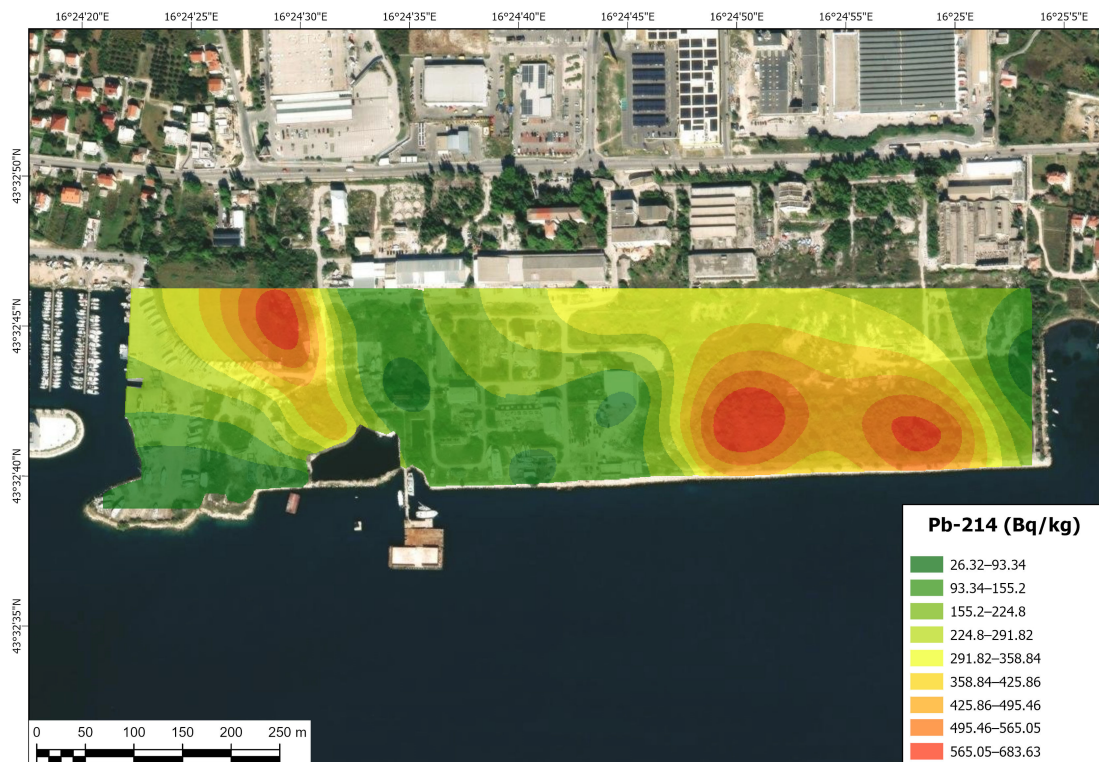 16°24'20"E 16°24'25"E 16°24'30"E 16°24'35"E 16°24'40"E 16°24'45"E 16°24'50"E 16°24'55"E 16°25'E 16°25'5"E
43°32'50"N
43°32'45"N
43°32'40"N
43°32'35"N
Pb-214 (Bq/kg)
26.32–93.34
93.34–155.2
155.2–224.8
224.8–291.82
291.82–358.84
358.84–425.86
425.86–495.46
495.46–565.05
565.05–683.63
0 50 100 150 200 250 m